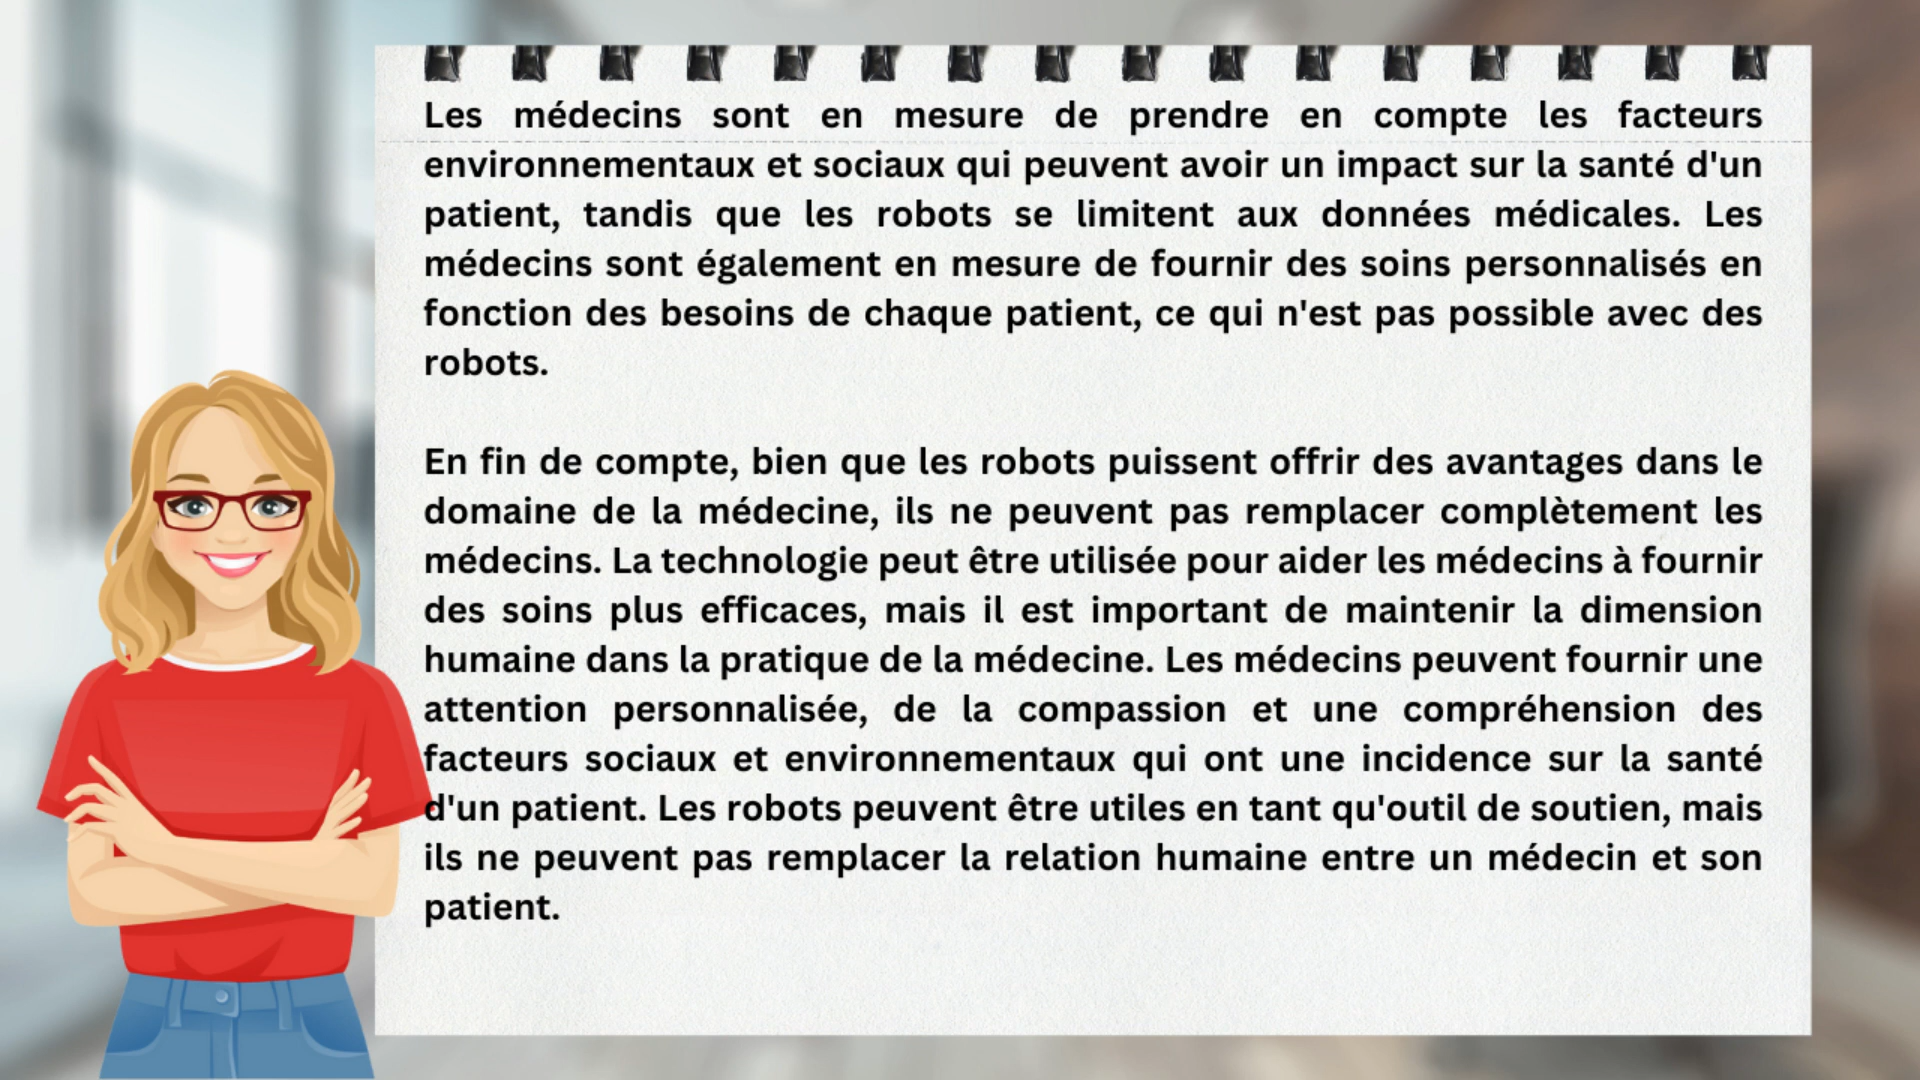 Les médecins sont en mesure de prendre en compte les facteurs
environnementaux et sociaux qui peuvent avoir un impact sur la santé d'un
patient, tandis que les robots se limitent aux données médicales. Les
médecins sont également en mesure de fournir des soins personnalisés en
fonction des besoins de chaque patient, ce qui n'est pas possible avec des
robots.
En fin de compte, bien que les robots puissent offrir des avantages dans le
domaine de la médecine, ils ne peuvent pas remplacer complètement les
médecins. La technologie peut être utilisée pour aider les médecins à fournir
des soins plus efficaces, mais il est important de maintenir la dimension
humaine dans la pratique de la médecine. Les médecins peuvent fournir une
attention personnalisée, de la compassion et une compréhension des
facteurs sociaux et environnementaux qui ont une incidence sur la santé
d'un patient. Les robots peuvent être utiles en tant qu'outil de soutien, mais
ils ne peuvent pas remplacer la relation humaine entre un médecin et son
patient.